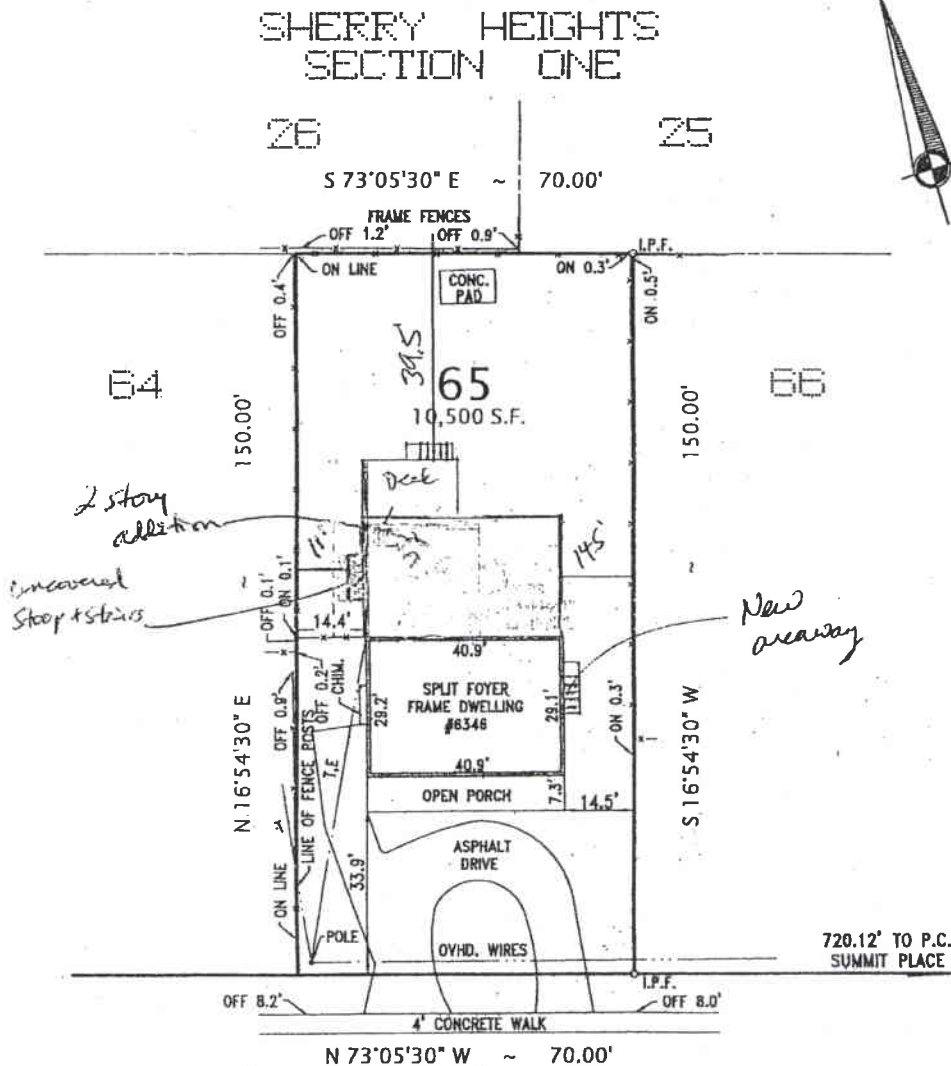 SHERRY HEIGHTS
SECTION ONE
26
25
S 73°05'30" E ~ 70.00'
FRAME FENCES
OFF 1.2'
OFF 0.9'
I.P.F.
ON LINE
ON 0.3'
CONC.
PAD
OFF 0.4'
ON 0.5'
39.5
64
65
66
10,500 S.F.
150.00'
150.00'
Deck
2 story
addition
11'
14.5'
uncovered
Stoop + Stairs
~
OFF 0.1'
ON 0.1'
14.4'
New
areaway
40.9'
OFF 0.2'
CHIM.
SPLIT FOYER
FRAME DWELLING
#6346
29.2'
29.1'
ON 0.3'
OFF 0.9'
N 16°54'30" E
S 16°54'30" W
LINE OF FENCE POSTS
T.E
40.9'
OPEN PORCH
7.3'
14.5'
ASPHALT
DRIVE
33.9'
ON LINE
POLE
OVHD. WIRES
720.12' TO P.C.
SUMMIT PLACE
I.P.F.
OFF 8.2'
OFF 8.0'
4' CONCRETE WALK
N 73°05'30" W ~ 70.00'